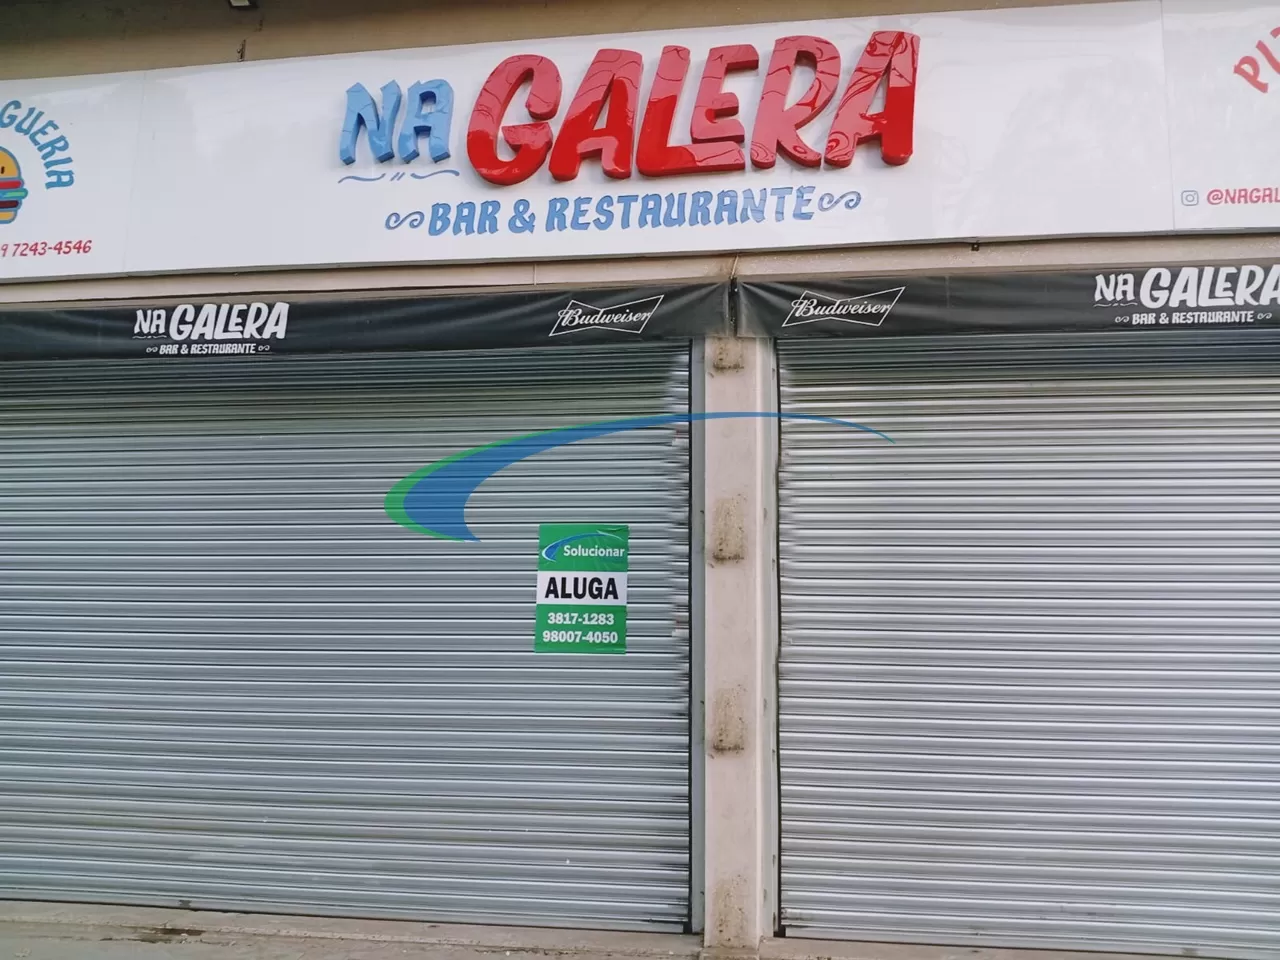 GUERIA
9 7243-4546
NA GALERA
BAR & RESTAURANTE
@NAGAL
NA GALERA
BAR & RESTAURANTE
Budweiser
Budweiser
NA GALERA
BAR & RESTAURANTE
Solucionar
ALUGA
3817-1283
98007-4050